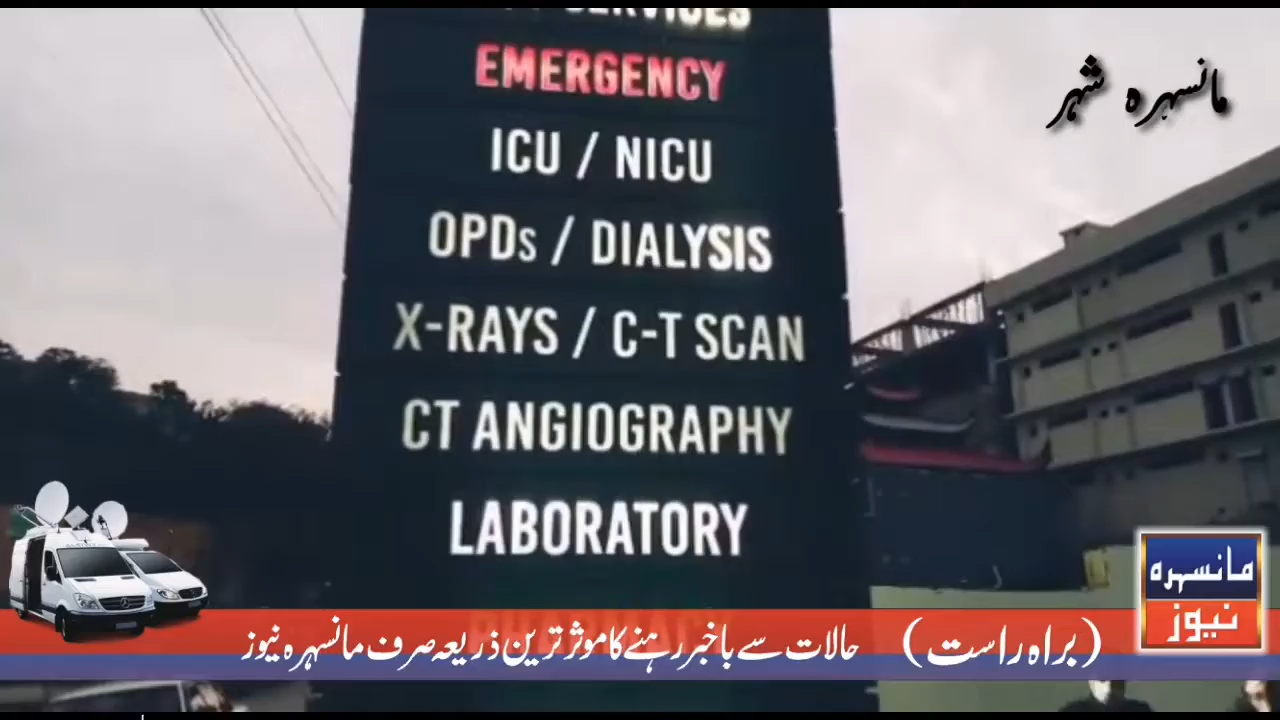 SERVICES
EMERGENCY
مانسہرہ شہر
ICU / NICU
OPDs / DIALYSIS
X-RAYS / C-T SCAN
CT ANGIOGRAPHY
LABORATORY
مانسہرہ
نیوز
(براہ راست) حالات سے باخبر رہنے کا موثر ترین ذریعہ صرف مانسہرہ نیوز